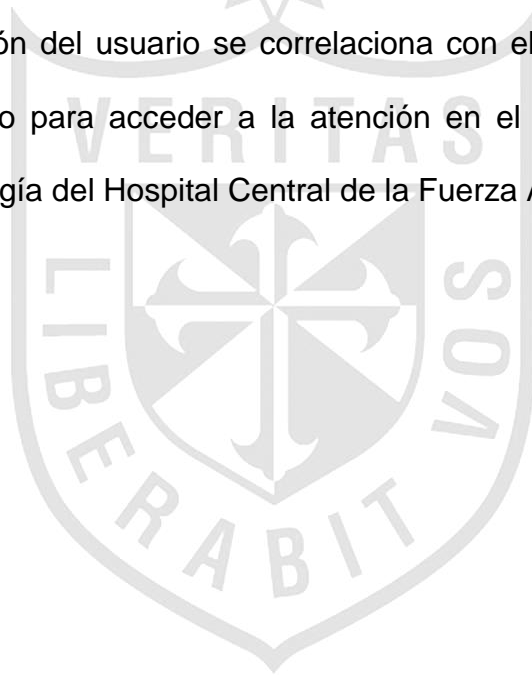 ón del usuario se correlaciona con el
o para acceder a la atención en el
gía del Hospital Central de la Fuerza A
VERITAS
LIBERABIT VOS